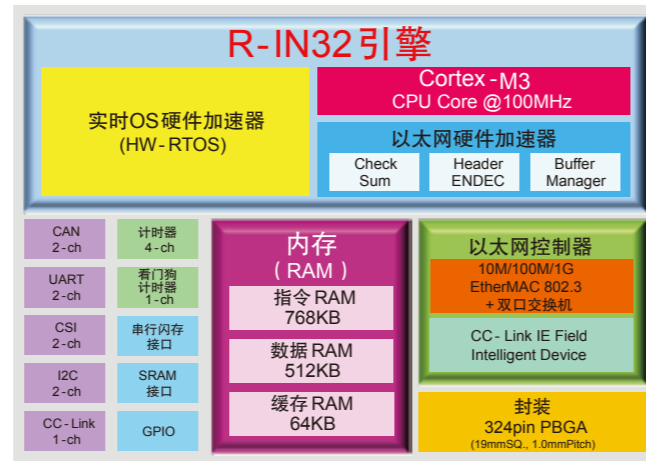 R-IN32引擎
实时OS硬件加速器
(HW-RTOS)
Cortex-M3
CPU Core @100MHz
以太网硬件加速器
Check
Sum
Header
ENDEC
Buffer
Manager
CAN
2-ch
计时器
4-ch
UART
2-ch
看门狗
计时器
1-ch
CSI
2-ch
串行闪存
接口
I2C
2-ch
SRAM
接口
CC-Link
1-ch
GPIO
内存
(RAM)
指令RAM
768KB
数据RAM
512KB
缓存RAM
64KB
以太网控制器
10M/100M/1G
EtherMAC 802.3
+双口交换机
CC-Link IE Field
Intelligent Device
封装
324pin PBGA
(19mmSQ., 1.0mmPitch)